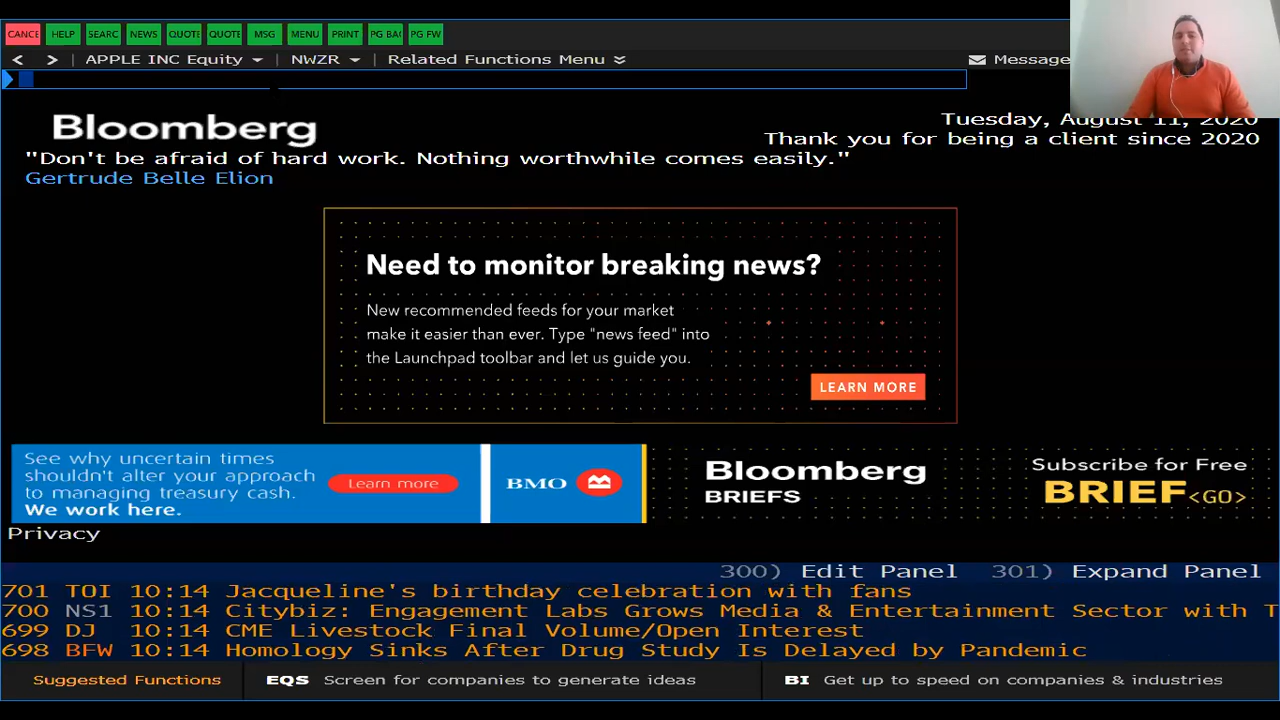 CANCE HELP SEARC NEWS QUOTE QUOTE MSG MENU PRINT PG BAC PG FW
< > APPLE INC Equity NWZR Related Functions Menu Message
Bloomberg
Tuesday, August 11, 2020
Thank you for being a client since 2020
"Don't be afraid of hard work. Nothing worthwhile comes easily."
Gertrude Belle Elion
Need to monitor breaking news?
New recommended feeds for your market
make it easier than ever. Type "news feed" into
the Launchpad toolbar and let us guide you.
LEARN MORE
See why uncertain times
shouldn't alter your approach
to managing treasury cash.
We work here.
Learn more
BMO
Bloomberg
BRIEFS
Subscribe for Free
BRIEF<GO>
Privacy
300) Edit Panel 301) Expand Panel
701 TOI 10:14 Jacqueline's birthday celebration with fans
700 NS1 10:14 Citybiz: Engagement Labs Grows Media & Entertainment Sector with T
699 DJ 10:14 CME Livestock Final Volume/Open Interest
698 BFW 10:14 Homology Sinks After Drug Study Is Delayed by Pandemic
Suggested Functions EQS Screen for companies to generate ideas BI Get up to speed on companies & industries